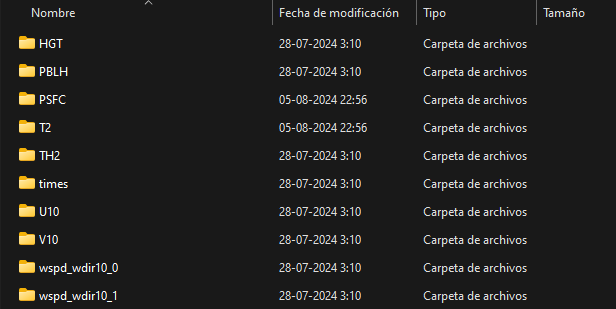 Nombre Fecha de modificación Tipo Tamaño
HGT 28-07-2024 3:10 Carpeta de archivos
PBLH 28-07-2024 3:10 Carpeta de archivos
PSFC 05-08-2024 22:56 Carpeta de archivos
T2 05-08-2024 22:56 Carpeta de archivos
TH2 28-07-2024 3:10 Carpeta de archivos
times 28-07-2024 3:10 Carpeta de archivos
U10 28-07-2024 3:10 Carpeta de archivos
V10 28-07-2024 3:10 Carpeta de archivos
wspd_wdir10_0 28-07-2024 3:10 Carpeta de archivos
wspd_wdir10_1 28-07-2024 3:10 Carpeta de archivos